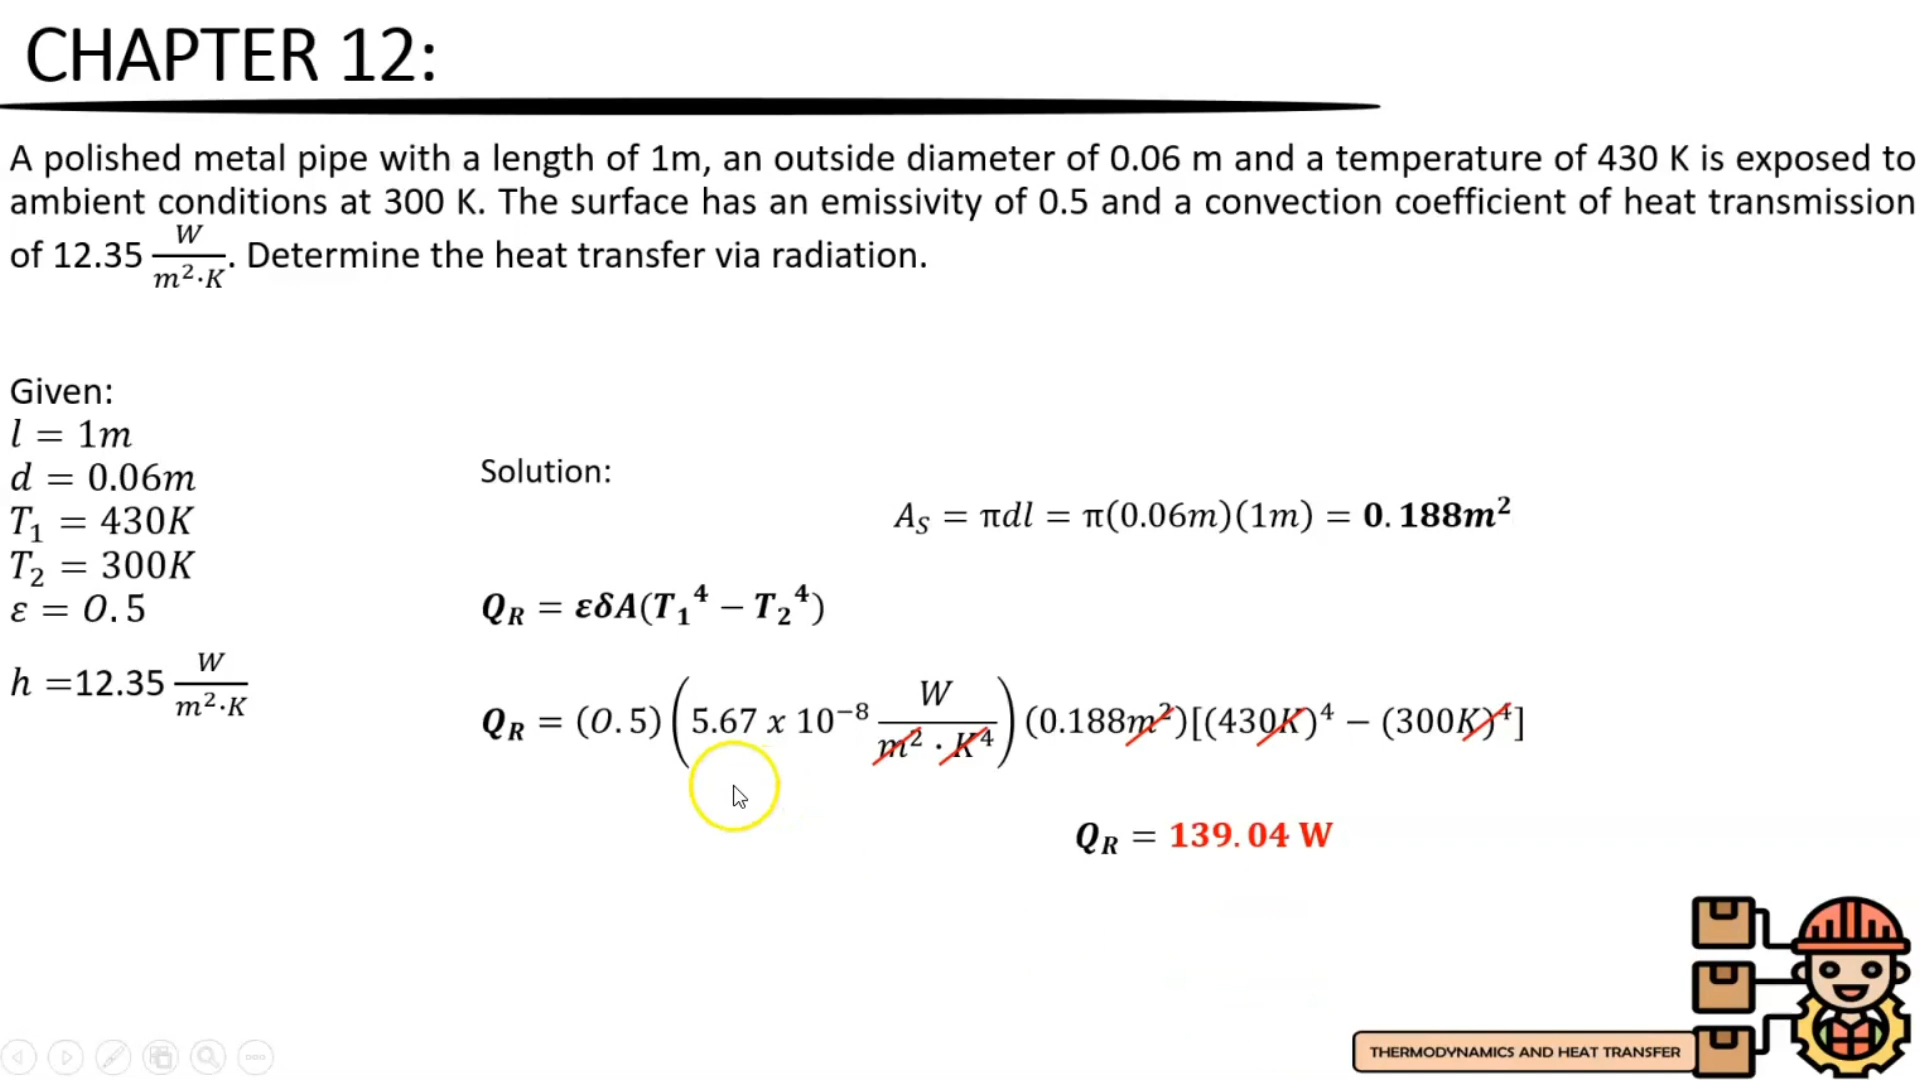 CHAPTER 12:
A polished metal pipe with a length of 1m, an outside diameter of 0.06 m and a temperature of 430 K is exposed to
ambient conditions at 300 K. The surface has an emissivity of 0.5 and a convection coefficient of heat transmission
of 12.35 W/m²·K. Determine the heat transfer via radiation.
Given:
l = 1m
d = 0.06m
T₁ = 430K
T₂ = 300K
ε = 0.5
h =12.35 W/m²·K
Solution:
A_S = πdl = π(0.06m)(1m) = 0.188m²
Q_R = εδA(T₁⁴ − T₂⁴)
Q_R = (0.5)(5.67 x 10⁻⁸ W/m²·K⁴)(0.188m²)[(430K)⁴ − (300K)⁴]
Q_R = 139.04 W
THERMODYNAMICS AND HEAT TRANSFER